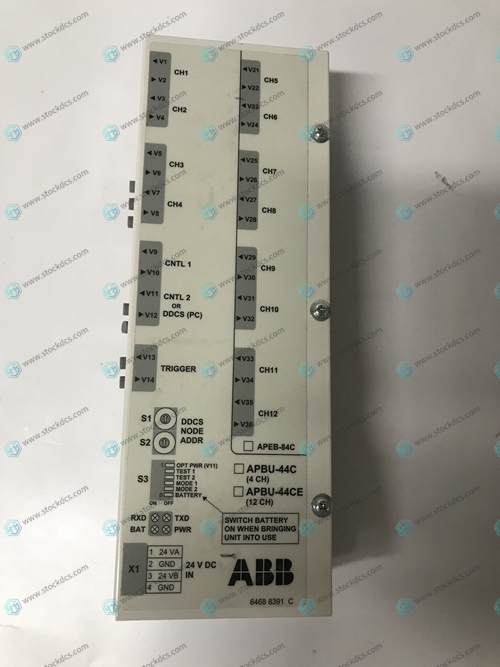 V1
V2
CH1
V3
V4
CH2
V5
V6
CH3
V7
V8
CH4
V9
V10
CNTL 1
V11
V12
CNTL 2
OR
DDCS (PC)
V13
V14
TRIGGER
V21
V22
CH5
V23
V24
CH6
V25
V26
CH7
V27
V28
CH8
V29
V30
CH9
V31
V32
CH10
V33
V34
CH11
V35
V36
CH12
APEB-84C
S1
S2
DDCS
NODE
ADDR
S3
1 OPT PWR (V11)
TEST 1
TEST 2
MODE 1
MODE 2
6 BATTERY
ON OFF
APBU-44C
(4 CH)
APBU-44CE
(12 CH)
SWITCH BATTERY
ON WHEN BRINGING
UNIT INTO USE
RXD TXD
BAT PWR
X1
1 24 VA
2 GND
3 24 VB
4 GND
24 V DC
IN
ABB
6468 8391 C
www.stockdcs.com